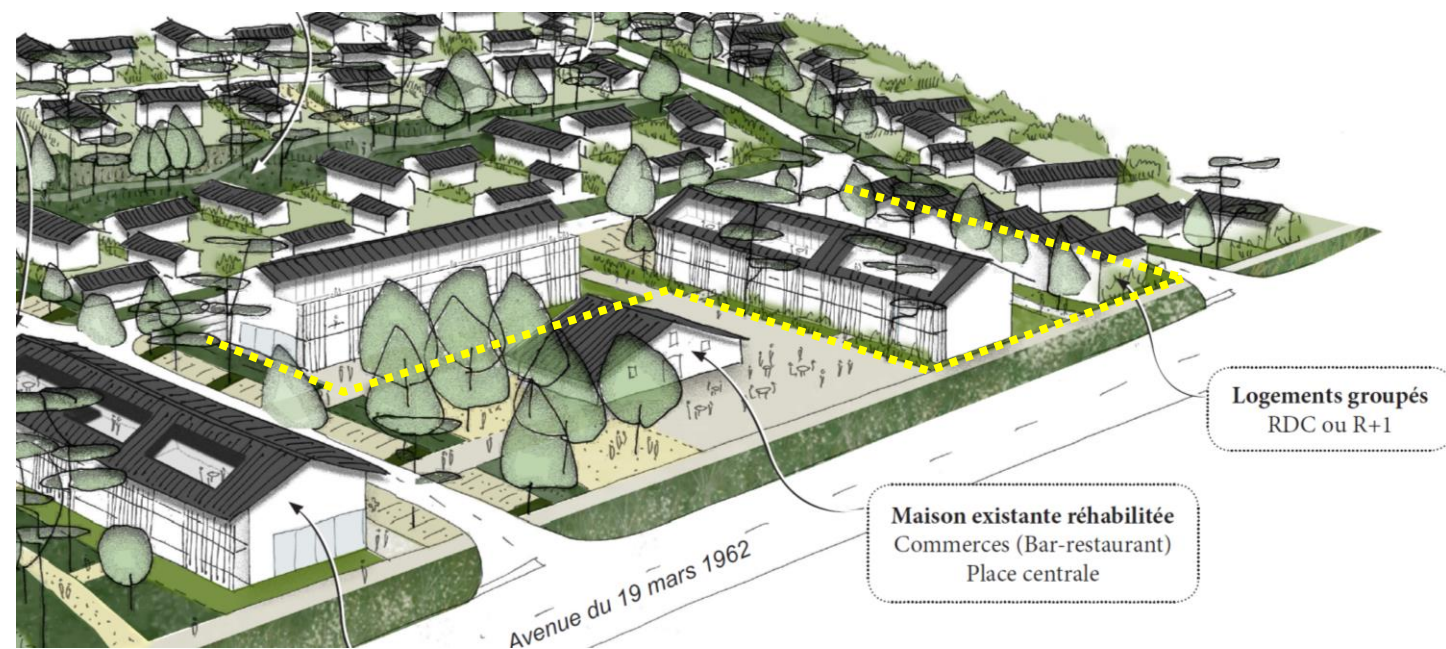 Logements groupés
RDC ou R+1
Maison existante réhabilitée
Commerces (Bar-restaurant)
Place centrale
Avenue du 19 mars 1962